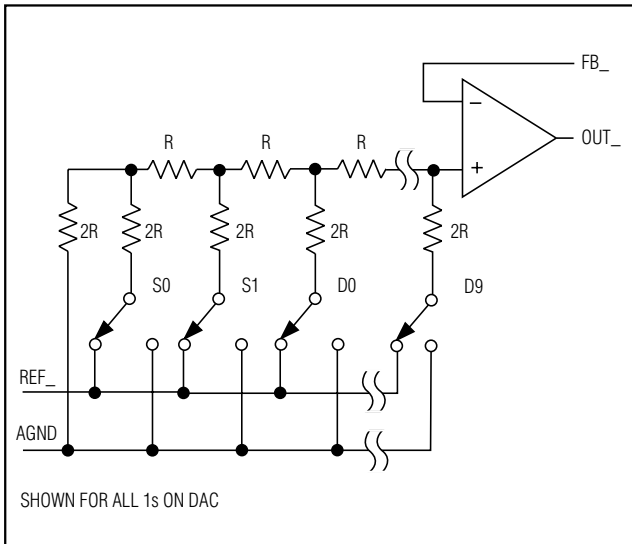 FB_
OUT_
−
+
R R R
2R 2R 2R 2R 2R
S0 S1 D0 D9
REF_
AGND
SHOWN FOR ALL 1s ON DAC